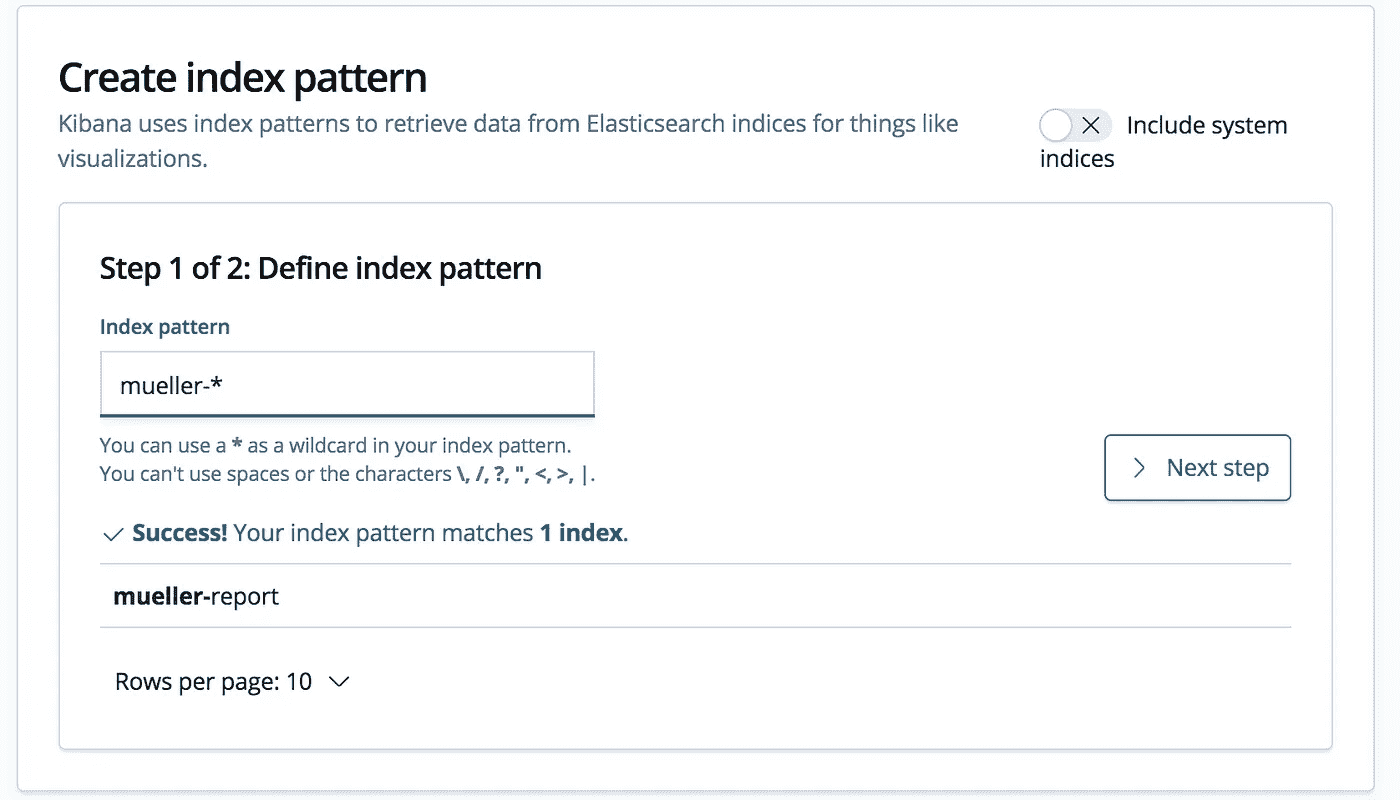 Create index pattern
Kibana uses index patterns to retrieve data from Elasticsearch indices for things like
visualizations.
Include system
indices
Step 1 of 2: Define index pattern
Index pattern
mueller-*
You can use a * as a wildcard in your index pattern.
You can't use spaces or the characters \, /, ?, ", <, >, |.
Next step
Success! Your index pattern matches 1 index.
mueller-report
Rows per page: 10